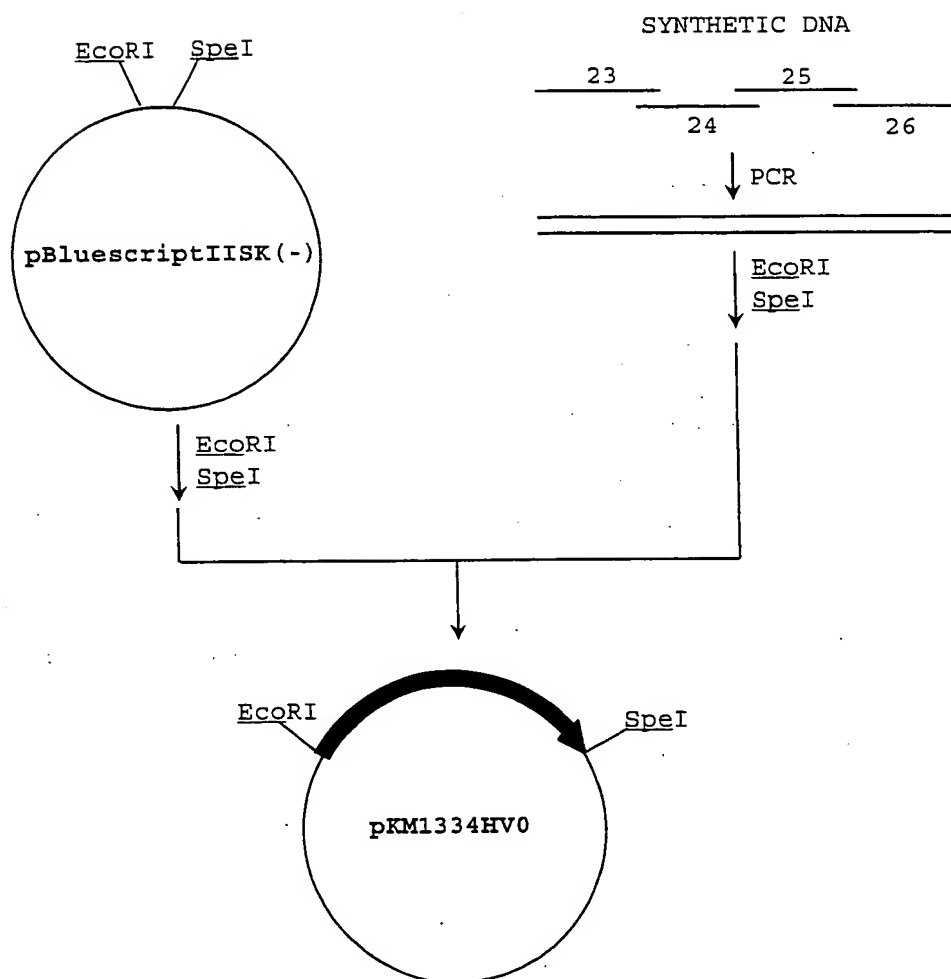 SYNTHETIC DNA
EcoRI SpeI
23 25
24 26
PCR
pBluescriptIISK(-)
EcoRI
SpeI
EcoRI
SpeI
EcoRI SpeI
pKM1334HV0